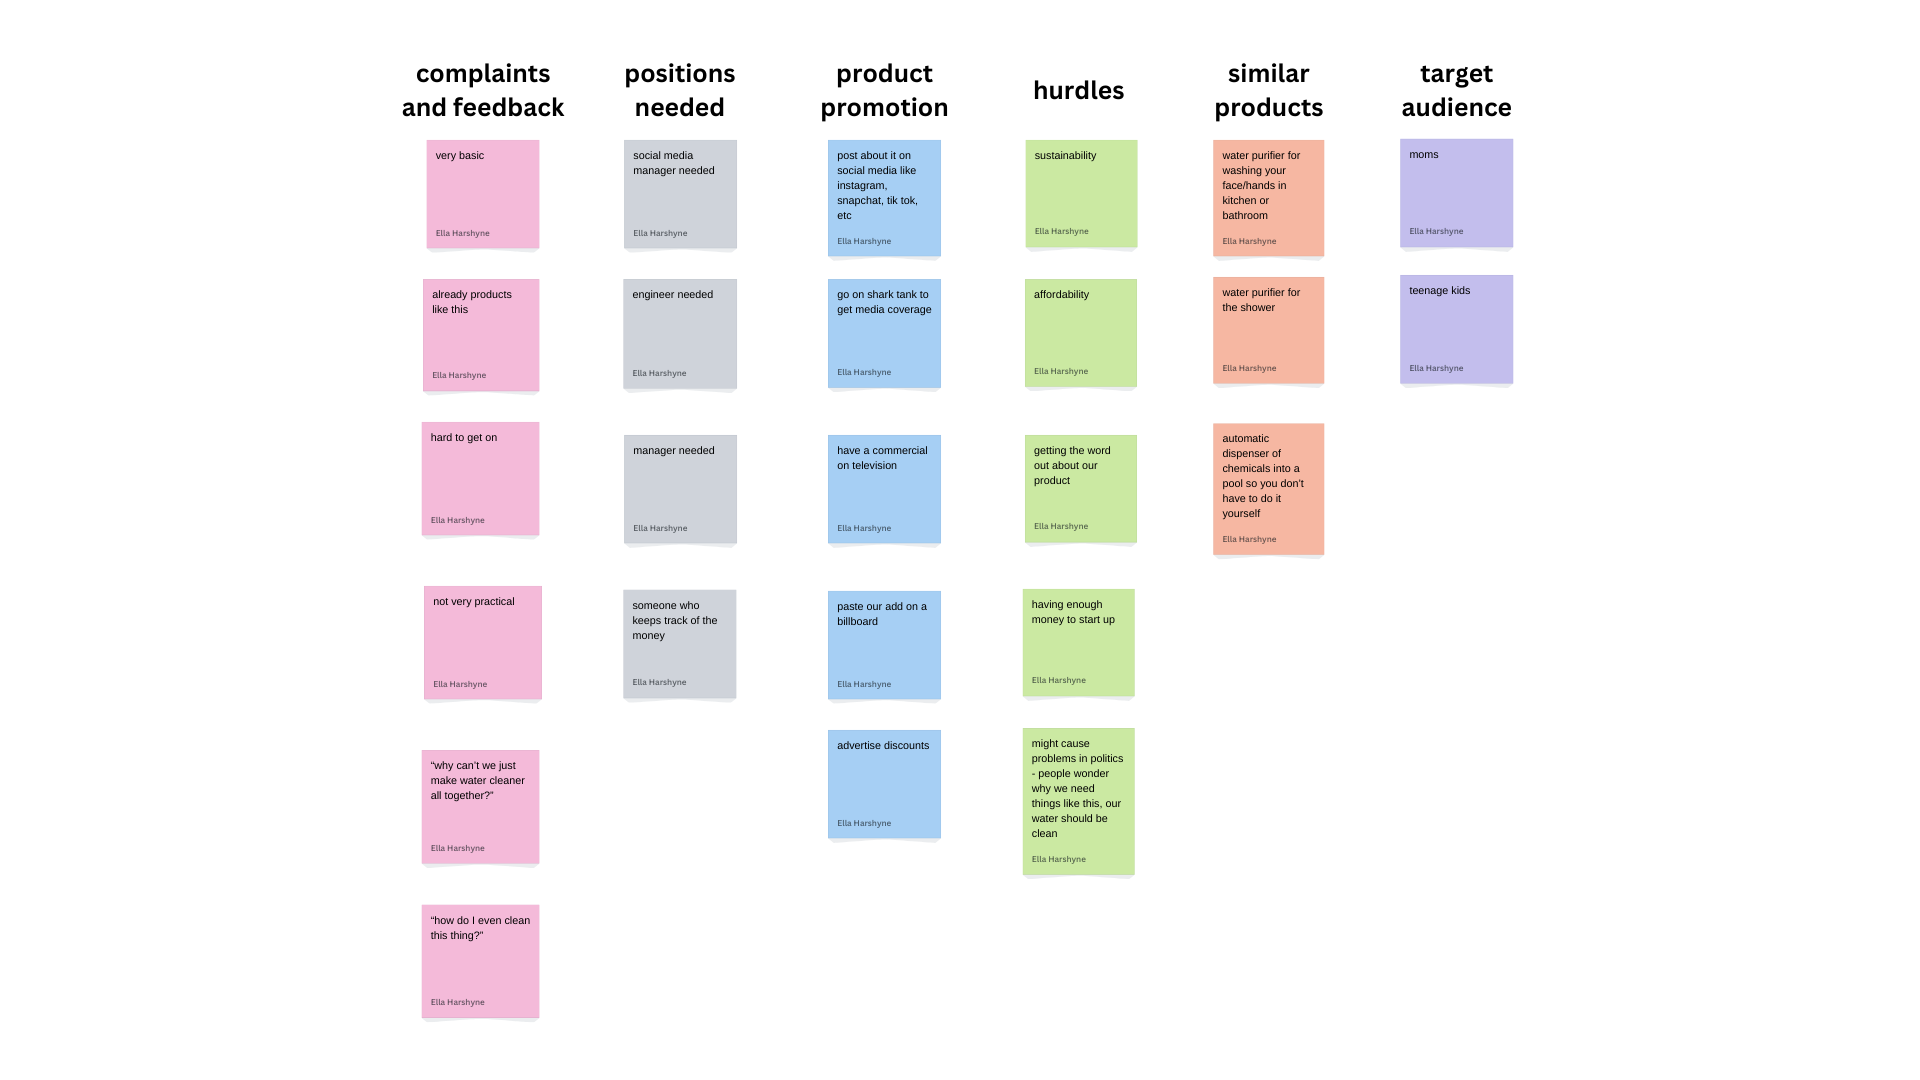 complaints
and feedback
very basic
Ella Harshyne
already products
like this
Ella Harshyne
hard to get on
Ella Harshyne
not very practical
Ella Harshyne
“why can’t we just
make water cleaner
all together?”
Ella Harshyne
“how do I even clean
this thing?”
Ella Harshyne
positions
needed
social media
manager needed
Ella Harshyne
engineer needed
Ella Harshyne
manager needed
Ella Harshyne
someone who
keeps track of the
money
Ella Harshyne
product
promotion
post about it on
social media like
instagram,
snapchat, tik tok,
etc
Ella Harshyne
go on shark tank to
get media coverage
Ella Harshyne
have a commercial
on television
Ella Harshyne
paste our add on a
billboard
Ella Harshyne
advertise discounts
Ella Harshyne
hurdles
sustainability
Ella Harshyne
affordability
Ella Harshyne
getting the word
out about our
product
Ella Harshyne
having enough
money to start up
Ella Harshyne
might cause
problems in politics
- people wonder
why we need
things like this, our
water should be
clean
Ella Harshyne
similar
products
water purifier for
washing your
face/hands in
kitchen or
bathroom
Ella Harshyne
water purifier for
the shower
Ella Harshyne
automatic
dispenser of
chemicals into a
pool so you don’t
have to do it
yourself
Ella Harshyne
target
audience
moms
Ella Harshyne
teenage kids
Ella Harshyne